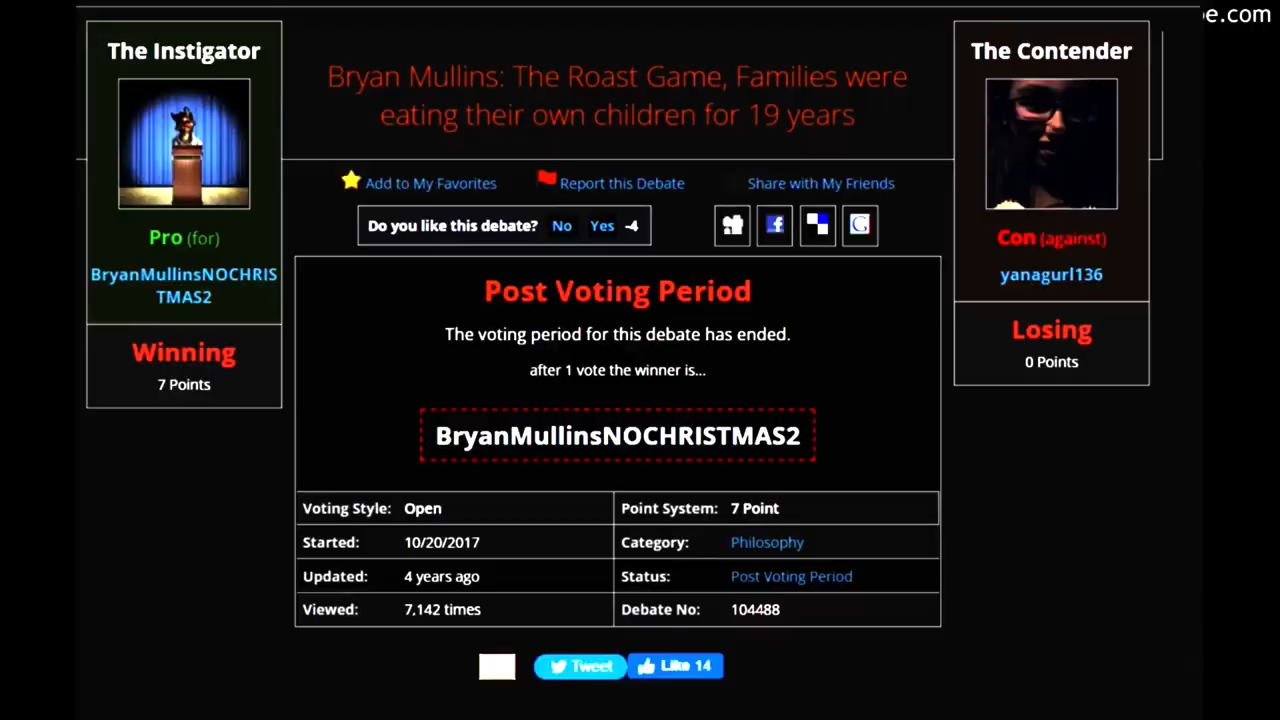 oe.com
The Instigator
Bryan Mullins: The Roast Game, Families were
eating their own children for 19 years
The Contender
Add to My Favorites
Report this Debate
Share with My Friends
Do you like this debate? No Yes -4
Pro (for)
BryanMullinsNOCHRIS
TMAS2
Winning
7 Points
Con (against)
yanagurl136
Losing
0 Points
Post Voting Period
The voting period for this debate has ended.
after 1 vote the winner is...
BryanMullinsNOCHRISTMAS2
Voting Style: Open Point System: 7 Point
Started: 10/20/2017 Category: Philosophy
Updated: 4 years ago Status: Post Voting Period
Viewed: 7,142 times Debate No: 104488
Tweet Like 14